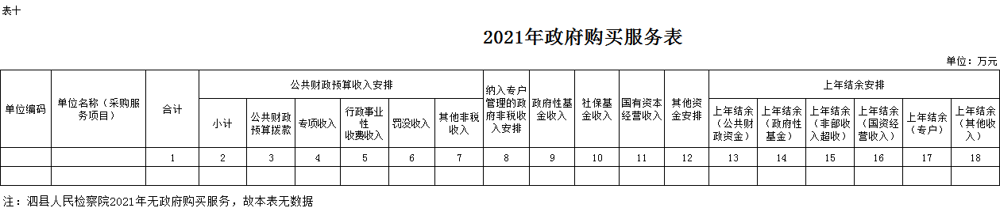 表十
2021年政府购买服务表
单位：万元
单位编码
单位名称（采购服
务项目）
合计
公共财政预算收入安排
小计
公共财政
预算拨款
专项收入
行政事业
性
收费收入
罚没收入
其他非税
收入
纳入专户
管理的政
府非税收
入安排
政府性基
金收入
社保基
金收入
国有资本
经营收入
其他资
金安排
上年结余安排
上年结余
（公共财
政资金）
上年结余
（政府性
基金）
上年结余
（非部收
入超收）
上年结余
（国资经
营收入）
上年结余
（专户）
上年结余
（其他收
入）
1 2 3 4 5 6 7 8 9 10 11 12 13 14 15 16 17 18
注：泗县人民检察院2021年无政府购买服务，故本表无数据